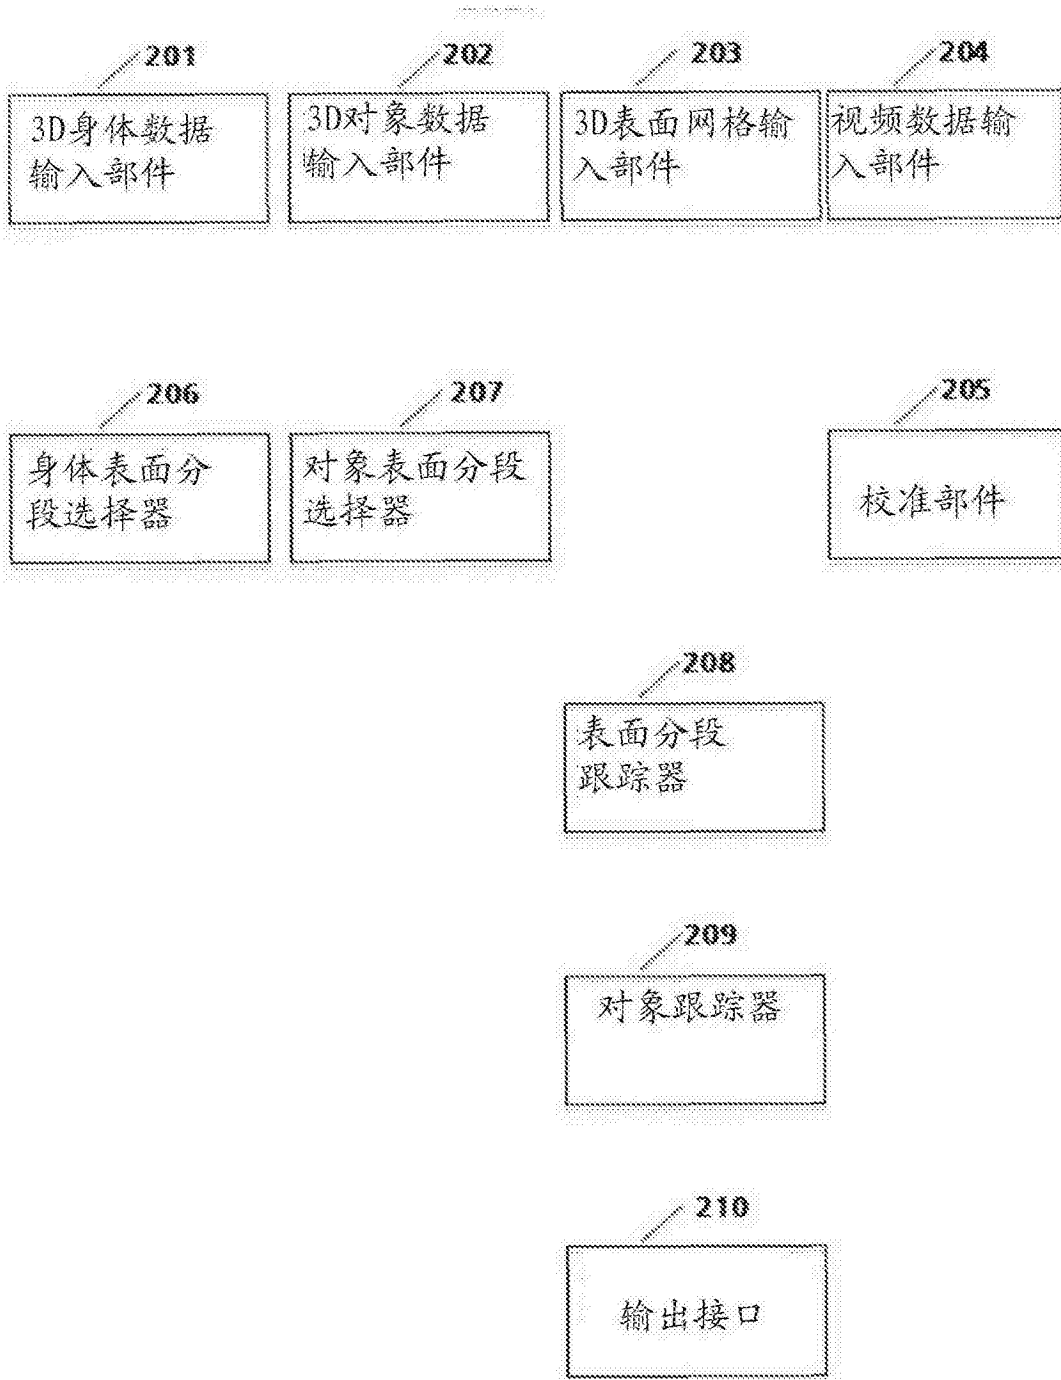 201
202
203
204
3D身体数据
输入部件
3D对象数据
输入部件
3D表面网格输
入部件
视频数据输
入部件
206
207
205
身体表面分
段选择器
对象表面分段
选择器
校准部件
208
表面分段
跟踪器
209
对象跟踪器
210
输出接口